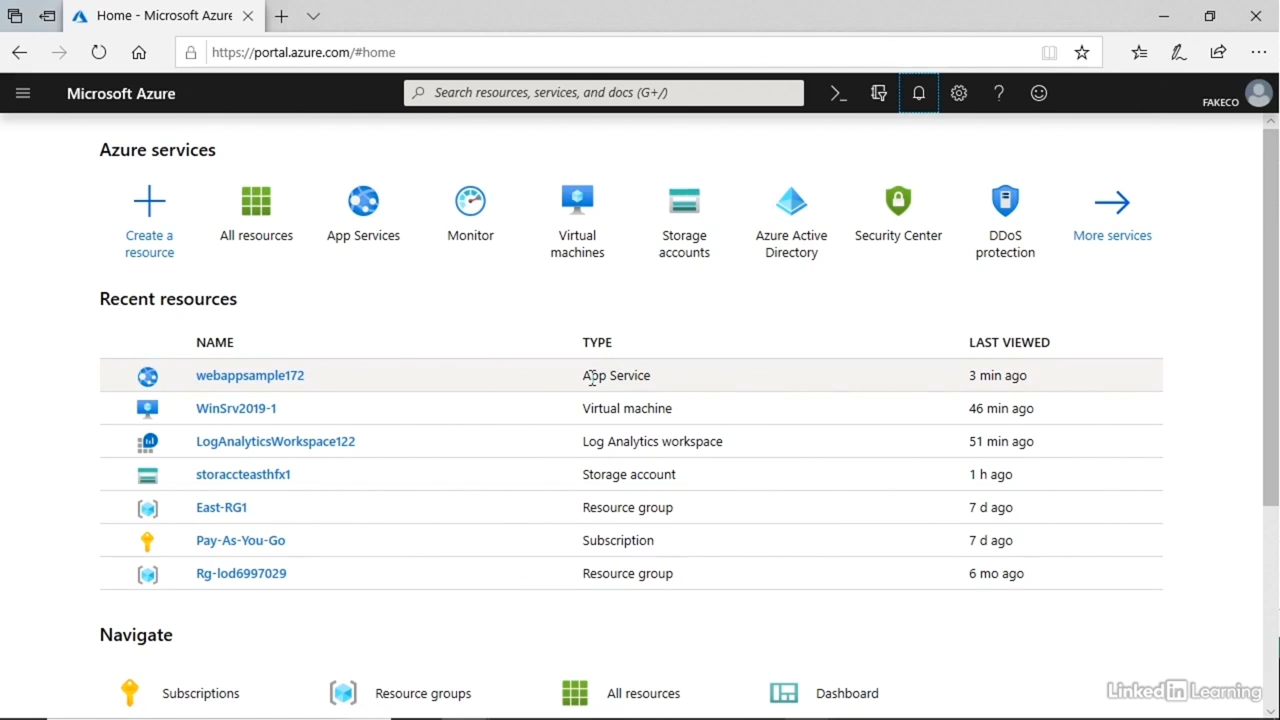 Home - Microsoft Azure
https://portal.azure.com/#home
Microsoft Azure
Search resources, services, and docs (G+/)
FAKECO
Azure services
Create a resource
All resources
App Services
Monitor
Virtual machines
Storage accounts
Azure Active Directory
Security Center
DDoS protection
More services
Recent resources
NAME TYPE LAST VIEWED
webappsample172 App Service 3 min ago
WinSrv2019-1 Virtual machine 46 min ago
LogAnalyticsWorkspace122 Log Analytics workspace 51 min ago
storaccteasthfx1 Storage account 1 h ago
East-RG1 Resource group 7 d ago
Pay-As-You-Go Subscription 7 d ago
Rg-lod6997029 Resource group 6 mo ago
Navigate
Subscriptions Resource groups All resources Dashboard
LinkedIn Learning